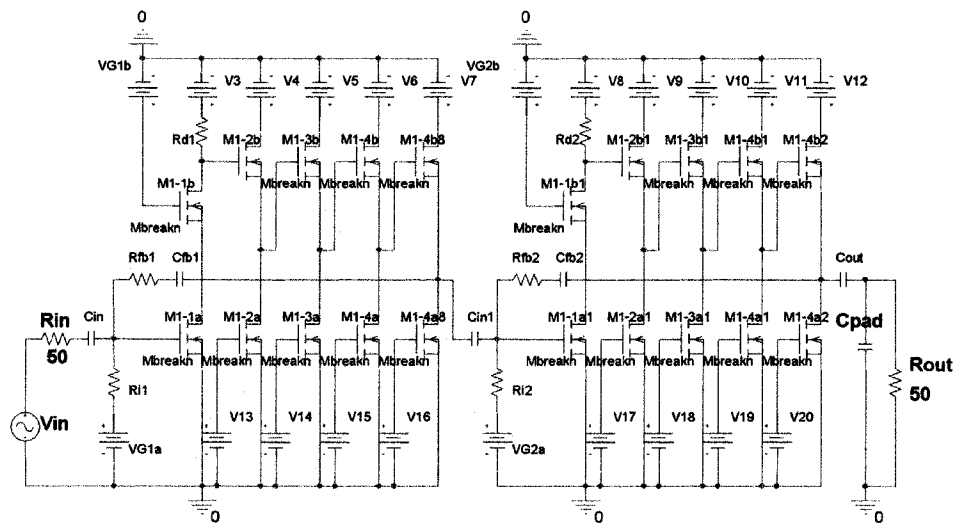 0 0
VG1b V3 V4 V5 V6 V7 VG2b V8 V9 V10 V11 V12
Rd1 M1-2b M1-3b M1-4b M1-4b8 Rd2 M1-2b1 M1-3b1 M1-4b1 M1-4b2
M1-1b Mbreakn Mbreakn Mbreakn Mbreakn M1-1b1 Mbreakn Mbreakn Mbreakn Mbreakn
Mbreakn Mbreakn
Rfb1 Cfb1 Rfb2 Cfb2 Cout
Rin Cin M1-1a M1-2a M1-3a M1-4a M1-4a8 Cin1 M1-1a1 M1-2a1 M1-3a1 M1-4a1 M1-4a2 Cpad
50 Mbreakn Mbreakn Mbreakn Mbreakn Mbreakn Mbreakn Mbreakn Mbreakn Mbreakn Mbreakn
Rout
50
Ri1 Ri2
Vin V13 V14 V15 V16 V17 V18 V19 V20
VG1a VG2a
0 0 0